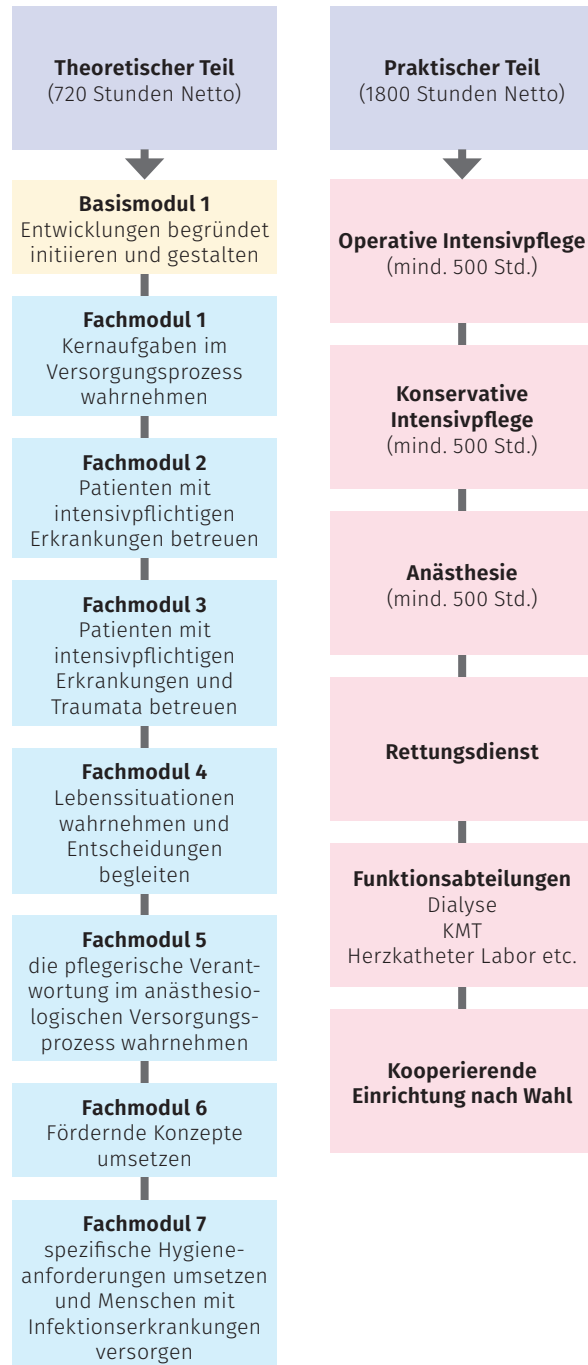 Theoretischer Teil
(720 Stunden Netto)
Basismodul 1
Entwicklungen begründet
initiieren und gestalten
Fachmodul 1
Kernaufgaben im
Versorgungsprozess
wahrnehmen
Fachmodul 2
Patienten mit
intensivpflichtigen
Erkrankungen betreuen
Fachmodul 3
Patienten mit
intensivpflichtigen
Erkrankungen und
Traumata betreuen
Fachmodul 4
Lebenssituationen
wahrnehmen und
Entscheidungen
begleiten
Fachmodul 5
die pflegerische Verant-
wortung im anästhesio-
logischen Versorgungs-
prozess wahrnehmen
Fachmodul 6
Fördernde Konzepte
umsetzen
Fachmodul 7
spezifische Hygiene-
anforderungen umsetzen
und Menschen mit
Infektionserkrankungen
versorgen
Praktischer Teil
(1800 Stunden Netto)
Operative Intensivpflege
(mind. 500 Std.)
Konservative
Intensivpflege
(mind. 500 Std.)
Anästhesie
(mind. 500 Std.)
Rettungsdienst
Funktionsabteilungen
Dialyse
KMT
Herzkatheter Labor etc.
Kooperierende
Einrichtung nach Wahl